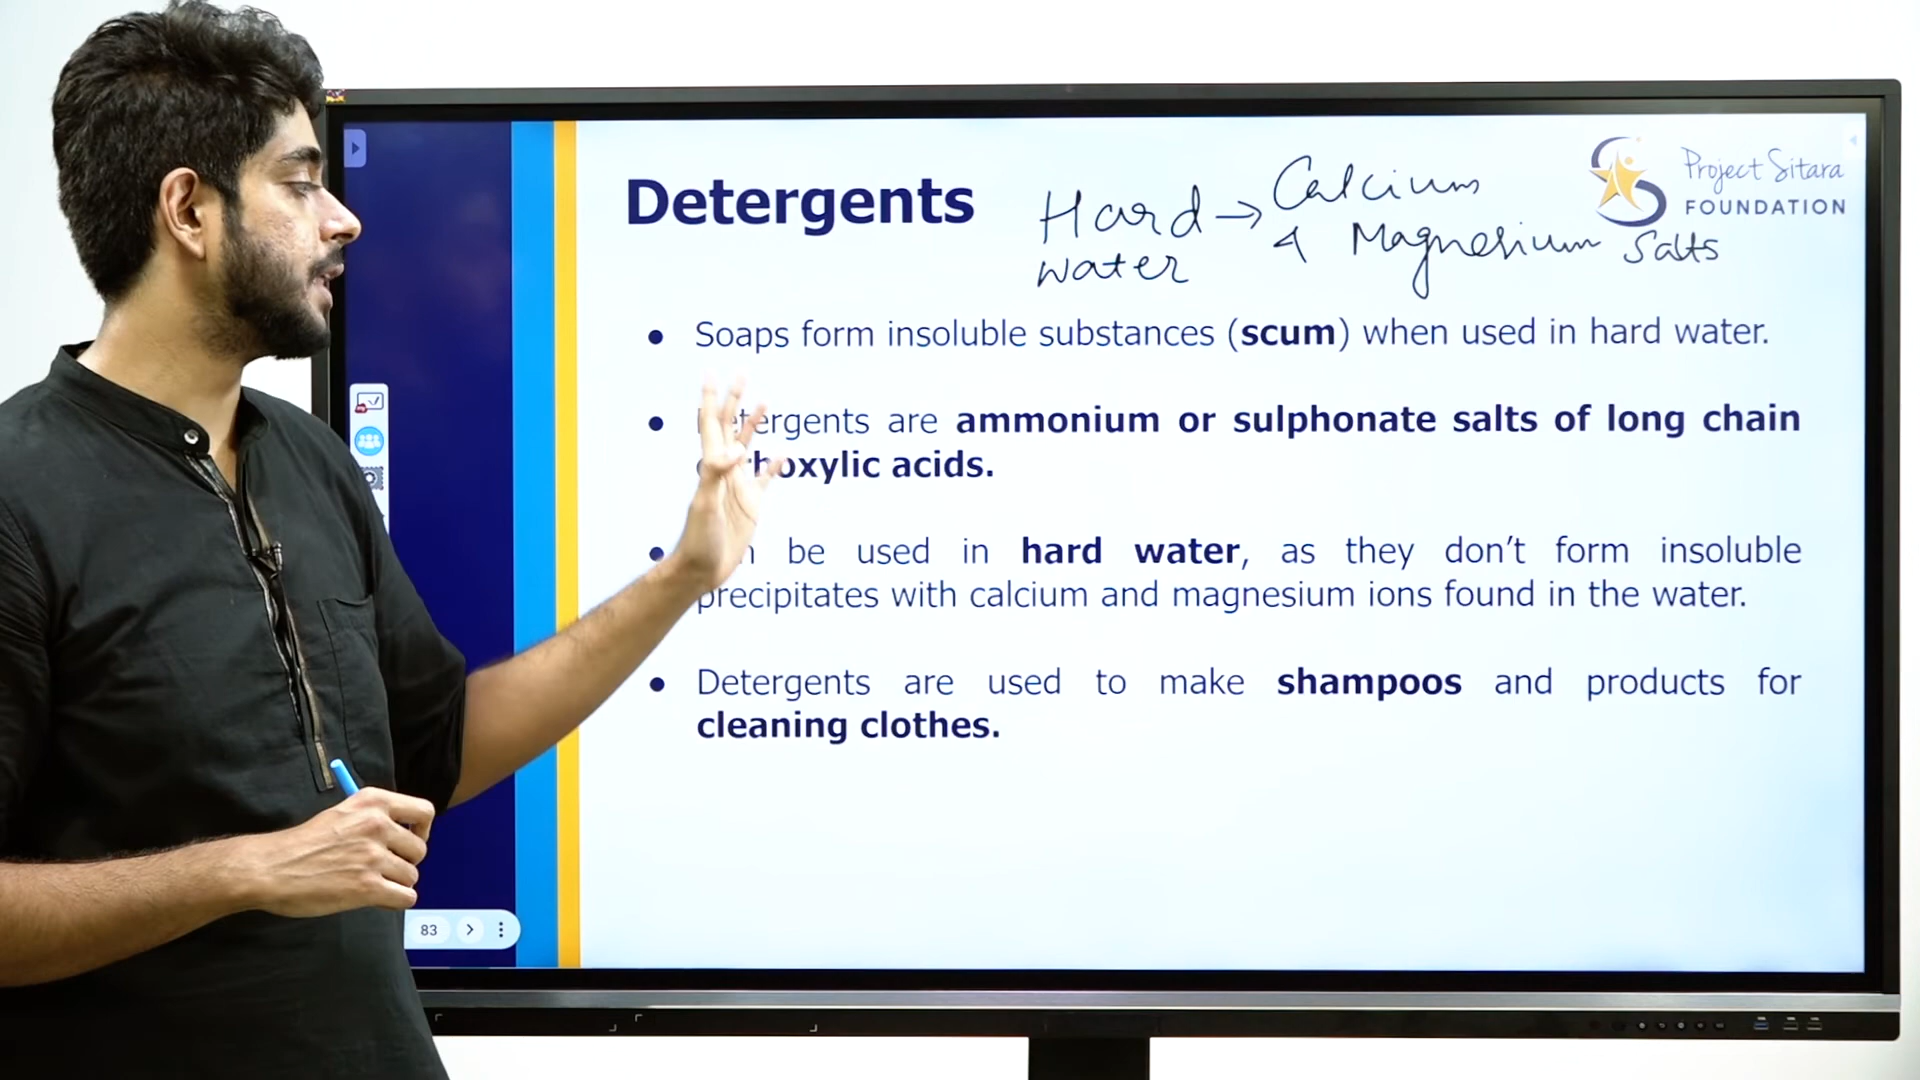 Detergents
Hard → Calcium
water & Magnesium Salts
Project Sitara
FOUNDATION
● Soaps form insoluble substances (scum) when used in hard water.
● Detergents are ammonium or sulphonate salts of long chain
carboxylic acids.
● be used in hard water, as they don’t form insoluble
precipitates with calcium and magnesium ions found in the water.
● Detergents are used to make shampoos and products for
cleaning clothes.
83